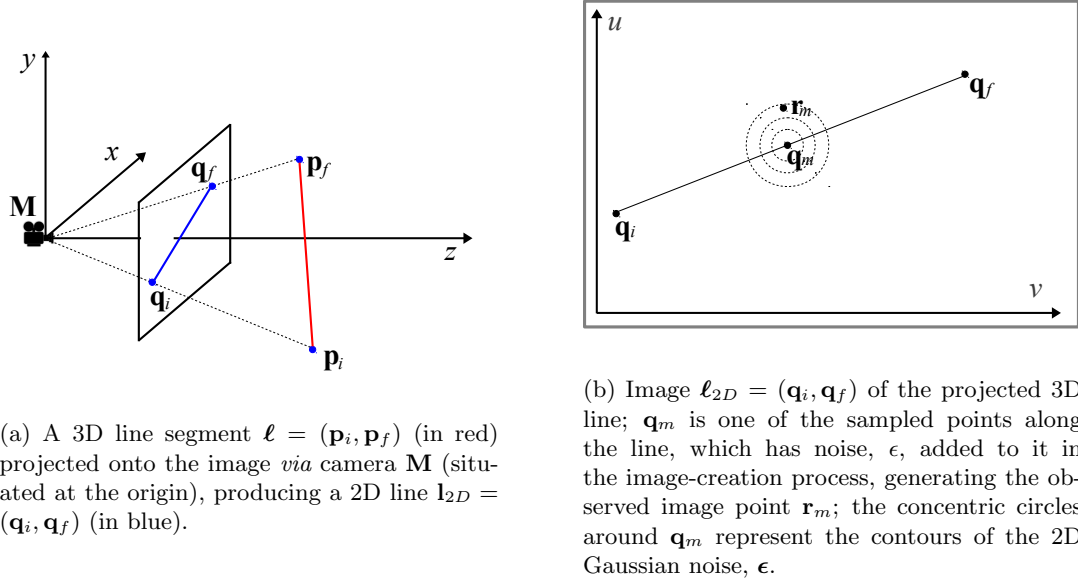 y
x
M
z
q_f
p_f
q_i
p_i
u
v
r_m
q_m
q_f
q_i
(a) A 3D line segment ℓ = (p_i, p_f) (in red)
projected onto the image via camera M (situ-
ated at the origin), producing a 2D line l_{2D} =
(q_i, q_f) (in blue).
(b) Image ℓ_{2D} = (q_i, q_f) of the projected 3D
line; q_m is one of the sampled points along
the line, which has noise, ϵ, added to it in
the image-creation process, generating the ob-
served image point r_m; the concentric circles
around q_m represent the contours of the 2D
Gaussian noise, ϵ.